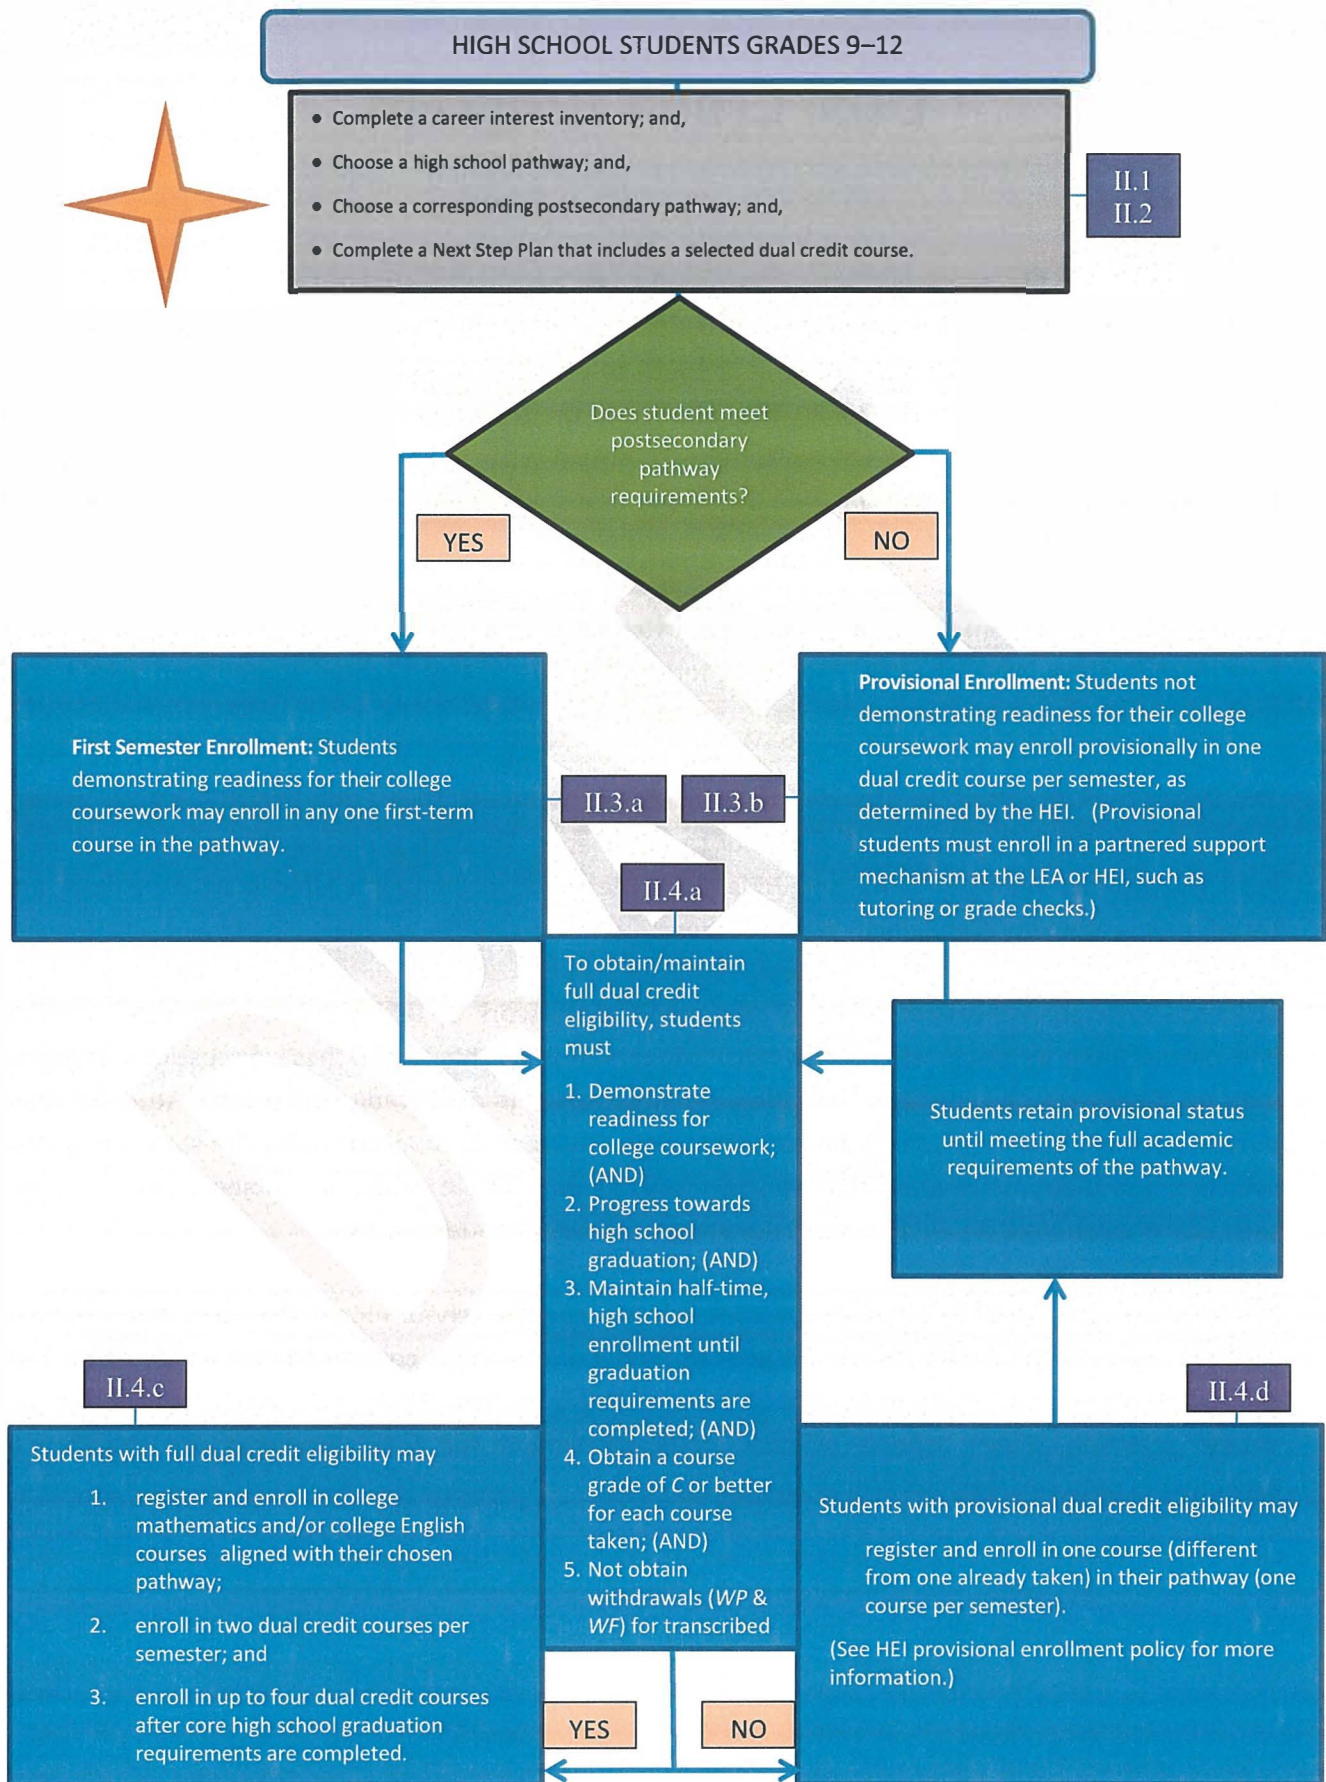 HIGH SCHOOL STUDENTS GRADES 9–12
• Complete a career interest inventory; and,
• Choose a high school pathway; and,
• Choose a corresponding postsecondary pathway; and,
• Complete a Next Step Plan that includes a selected dual credit course.
II.1
II.2
Does student meet
postsecondary
pathway
requirements?
YES
NO
First Semester Enrollment: Students
demonstrating readiness for their college
coursework may enroll in any one first-term
course in the pathway.
II.3.a
II.3.b
Provisional Enrollment: Students not
demonstrating readiness for their college
coursework may enroll provisionally in one
dual credit course per semester, as
determined by the HEI. (Provisional
students must enroll in a partnered support
mechanism at the LEA or HEI, such as
tutoring or grade checks.)
II.4.a
To obtain/maintain
full dual credit
eligibility, students
must
1. Demonstrate
readiness for
college coursework;
(AND)
2. Progress towards
high school
graduation; (AND)
3. Maintain half-time,
high school
enrollment until
graduation
requirements are
completed; (AND)
4. Obtain a course
grade of C or better
for each course
taken; (AND)
5. Not obtain
withdrawals (WP &
WF) for transcribed
Students retain provisional status
until meeting the full academic
requirements of the pathway.
II.4.c
Students with full dual credit eligibility may
1. register and enroll in college
mathematics and/or college English
courses aligned with their chosen
pathway;
2. enroll in two dual credit courses per
semester; and
3. enroll in up to four dual credit courses
after core high school graduation
requirements are completed.
II.4.d
Students with provisional dual credit eligibility may
register and enroll in one course (different
from one already taken) in their pathway (one
course per semester).
(See HEI provisional enrollment policy for more
information.)
YES
NO
DRAFT